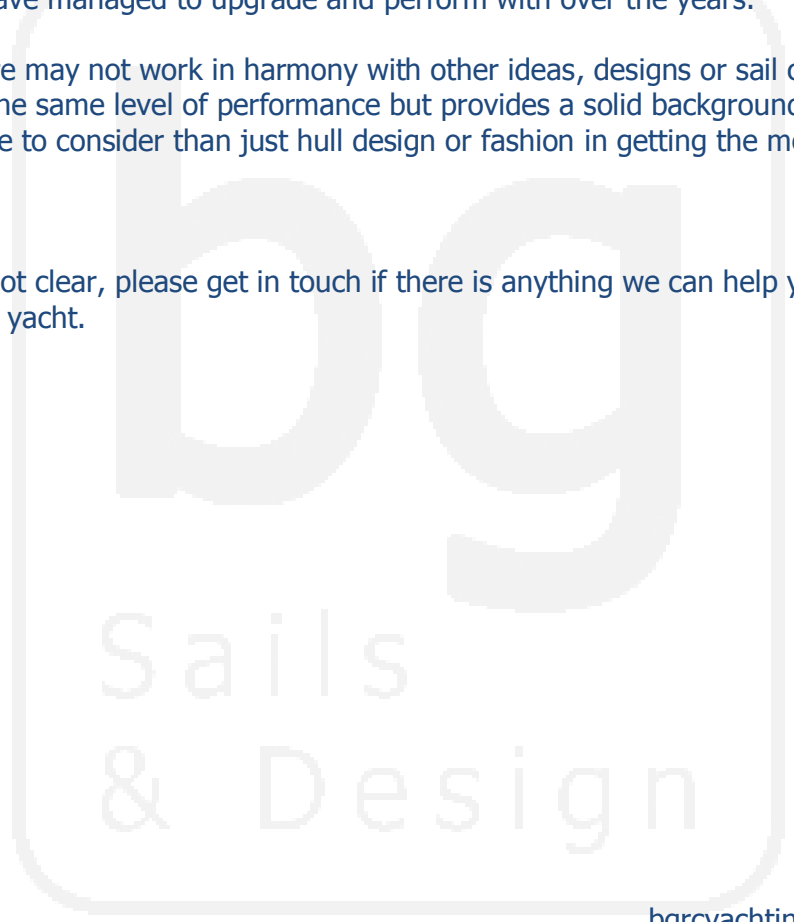 ave managed to upgrade and perform with over the years.
re may not work in harmony with other ideas, designs or sail
he same level of performance but provides a solid background
e to consider than just hull design or fashion in getting the
ot clear, please get in touch if there is anything we can help
yacht.
bg
Sails
& Design
bgrcyachtin